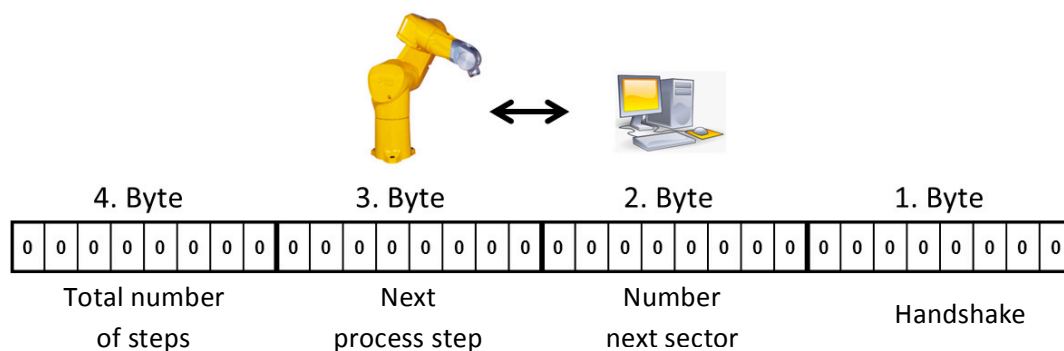 4. Byte 3. Byte 2. Byte 1. Byte
0 0 0 0 0 0 0 0 0 0 0 0 0 0 0 0 0 0 0 0 0 0 0 0 0 0 0 0 0 0 0 0
Total number Next Number Handshake
of steps process step next sector